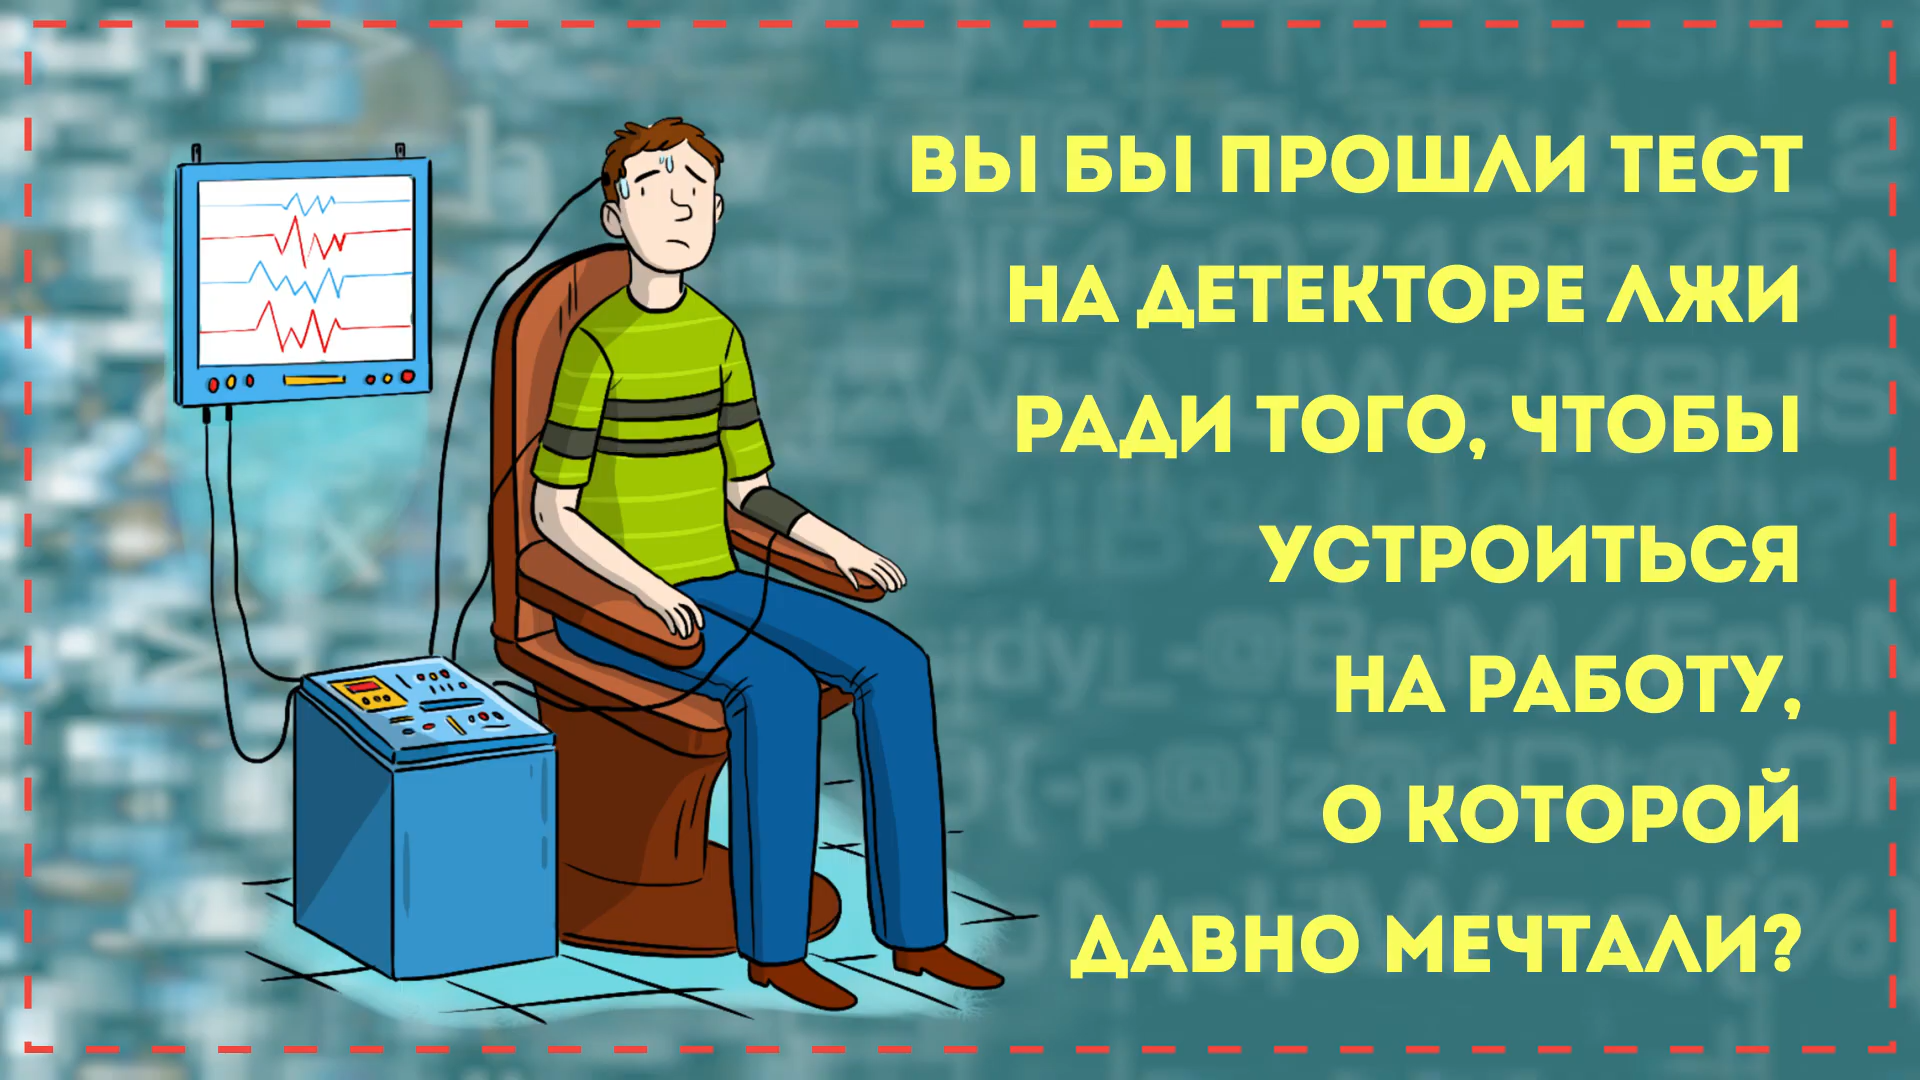 ВЫ БЫ ПРОШЛИ ТЕСТ
НА ДЕТЕКТОРЕ ЛЖИ
РАДИ ТОГО, ЧТОБЫ
УСТРОИТЬСЯ
НА РАБОТУ,
О КОТОРОЙ
ДАВНО МЕЧТАЛИ?